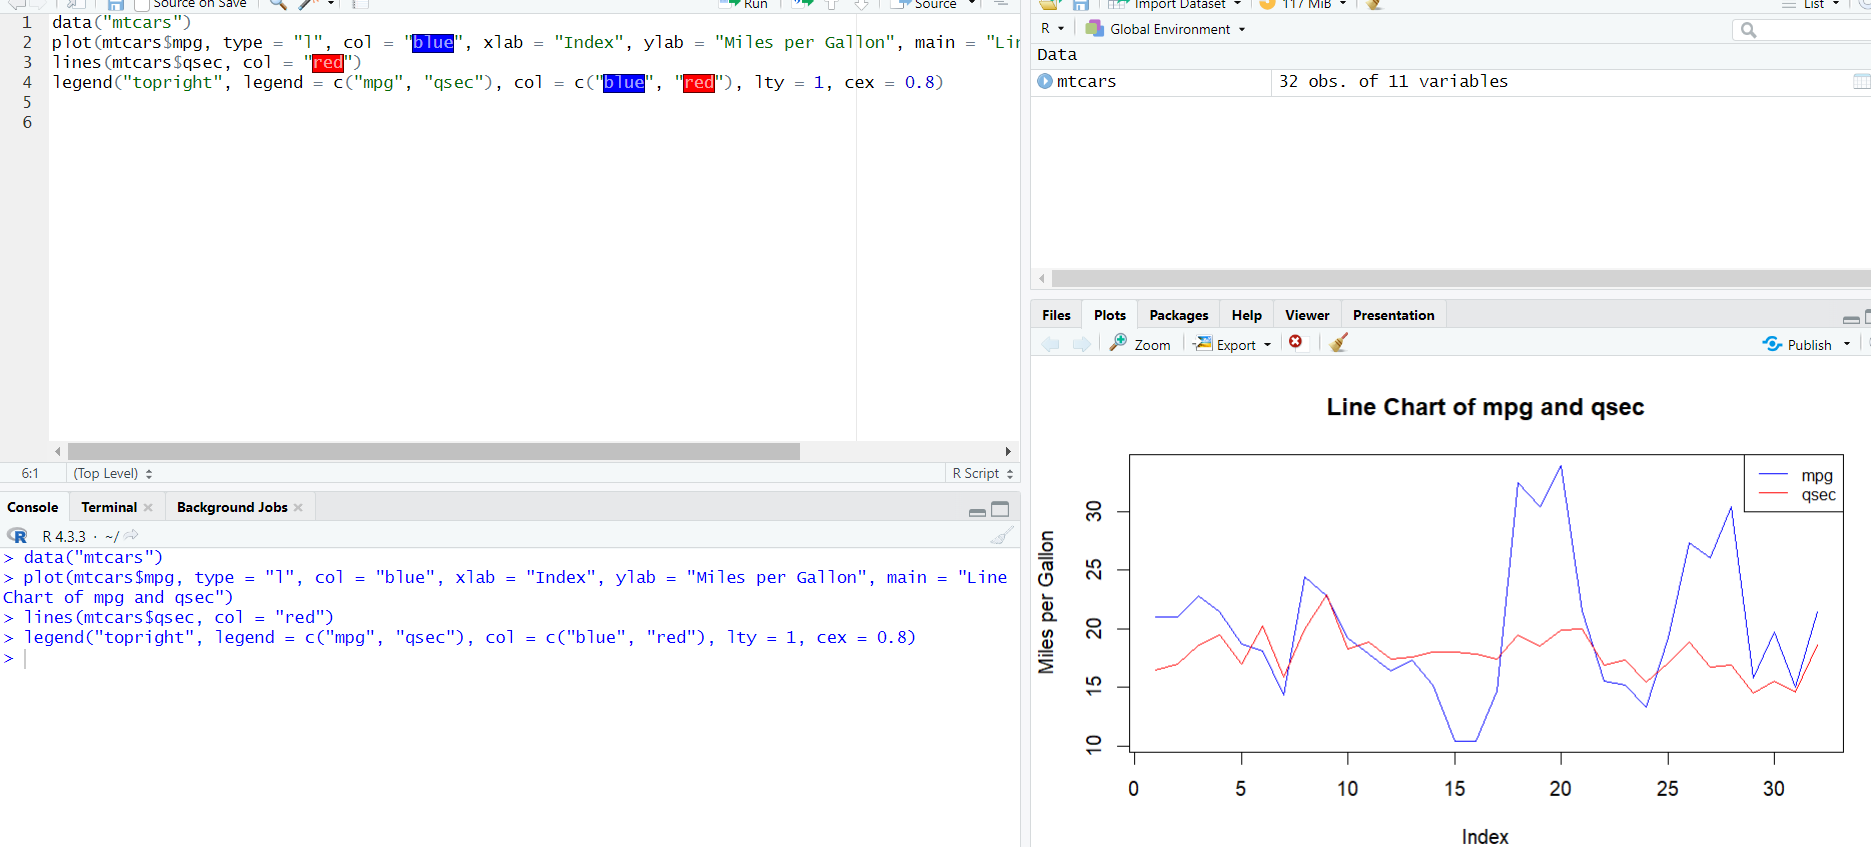 Source on Save
Run
Source
1 data("mtcars")
2 plot(mtcars$mpg, type = "l", col = "blue", xlab = "Index", ylab = "Miles per Gallon", main = "Lin
3 lines(mtcars$qsec, col = "red")
4 legend("topright", legend = c("mpg", "qsec"), col = c("blue", "red"), lty = 1, cex = 0.8)
5
6
6:1 (Top Level) R Script
Console Terminal Background Jobs
R R 4.3.3 · ~/
> data("mtcars")
> plot(mtcars$mpg, type = "l", col = "blue", xlab = "Index", ylab = "Miles per Gallon", main = "Line
Chart of mpg and qsec")
> lines(mtcars$qsec, col = "red")
> legend("topright", legend = c("mpg", "qsec"), col = c("blue", "red"), lty = 1, cex = 0.8)
>
Import Dataset 117 MiB List
R Global Environment
Data
mtcars 32 obs. of 11 variables
Files Plots Packages Help Viewer Presentation
Zoom Export Publish
Line Chart of mpg and qsec
mpg
qsec
Miles per Gallon
30
25
20
15
10
0 5 10 15 20 25 30
Index